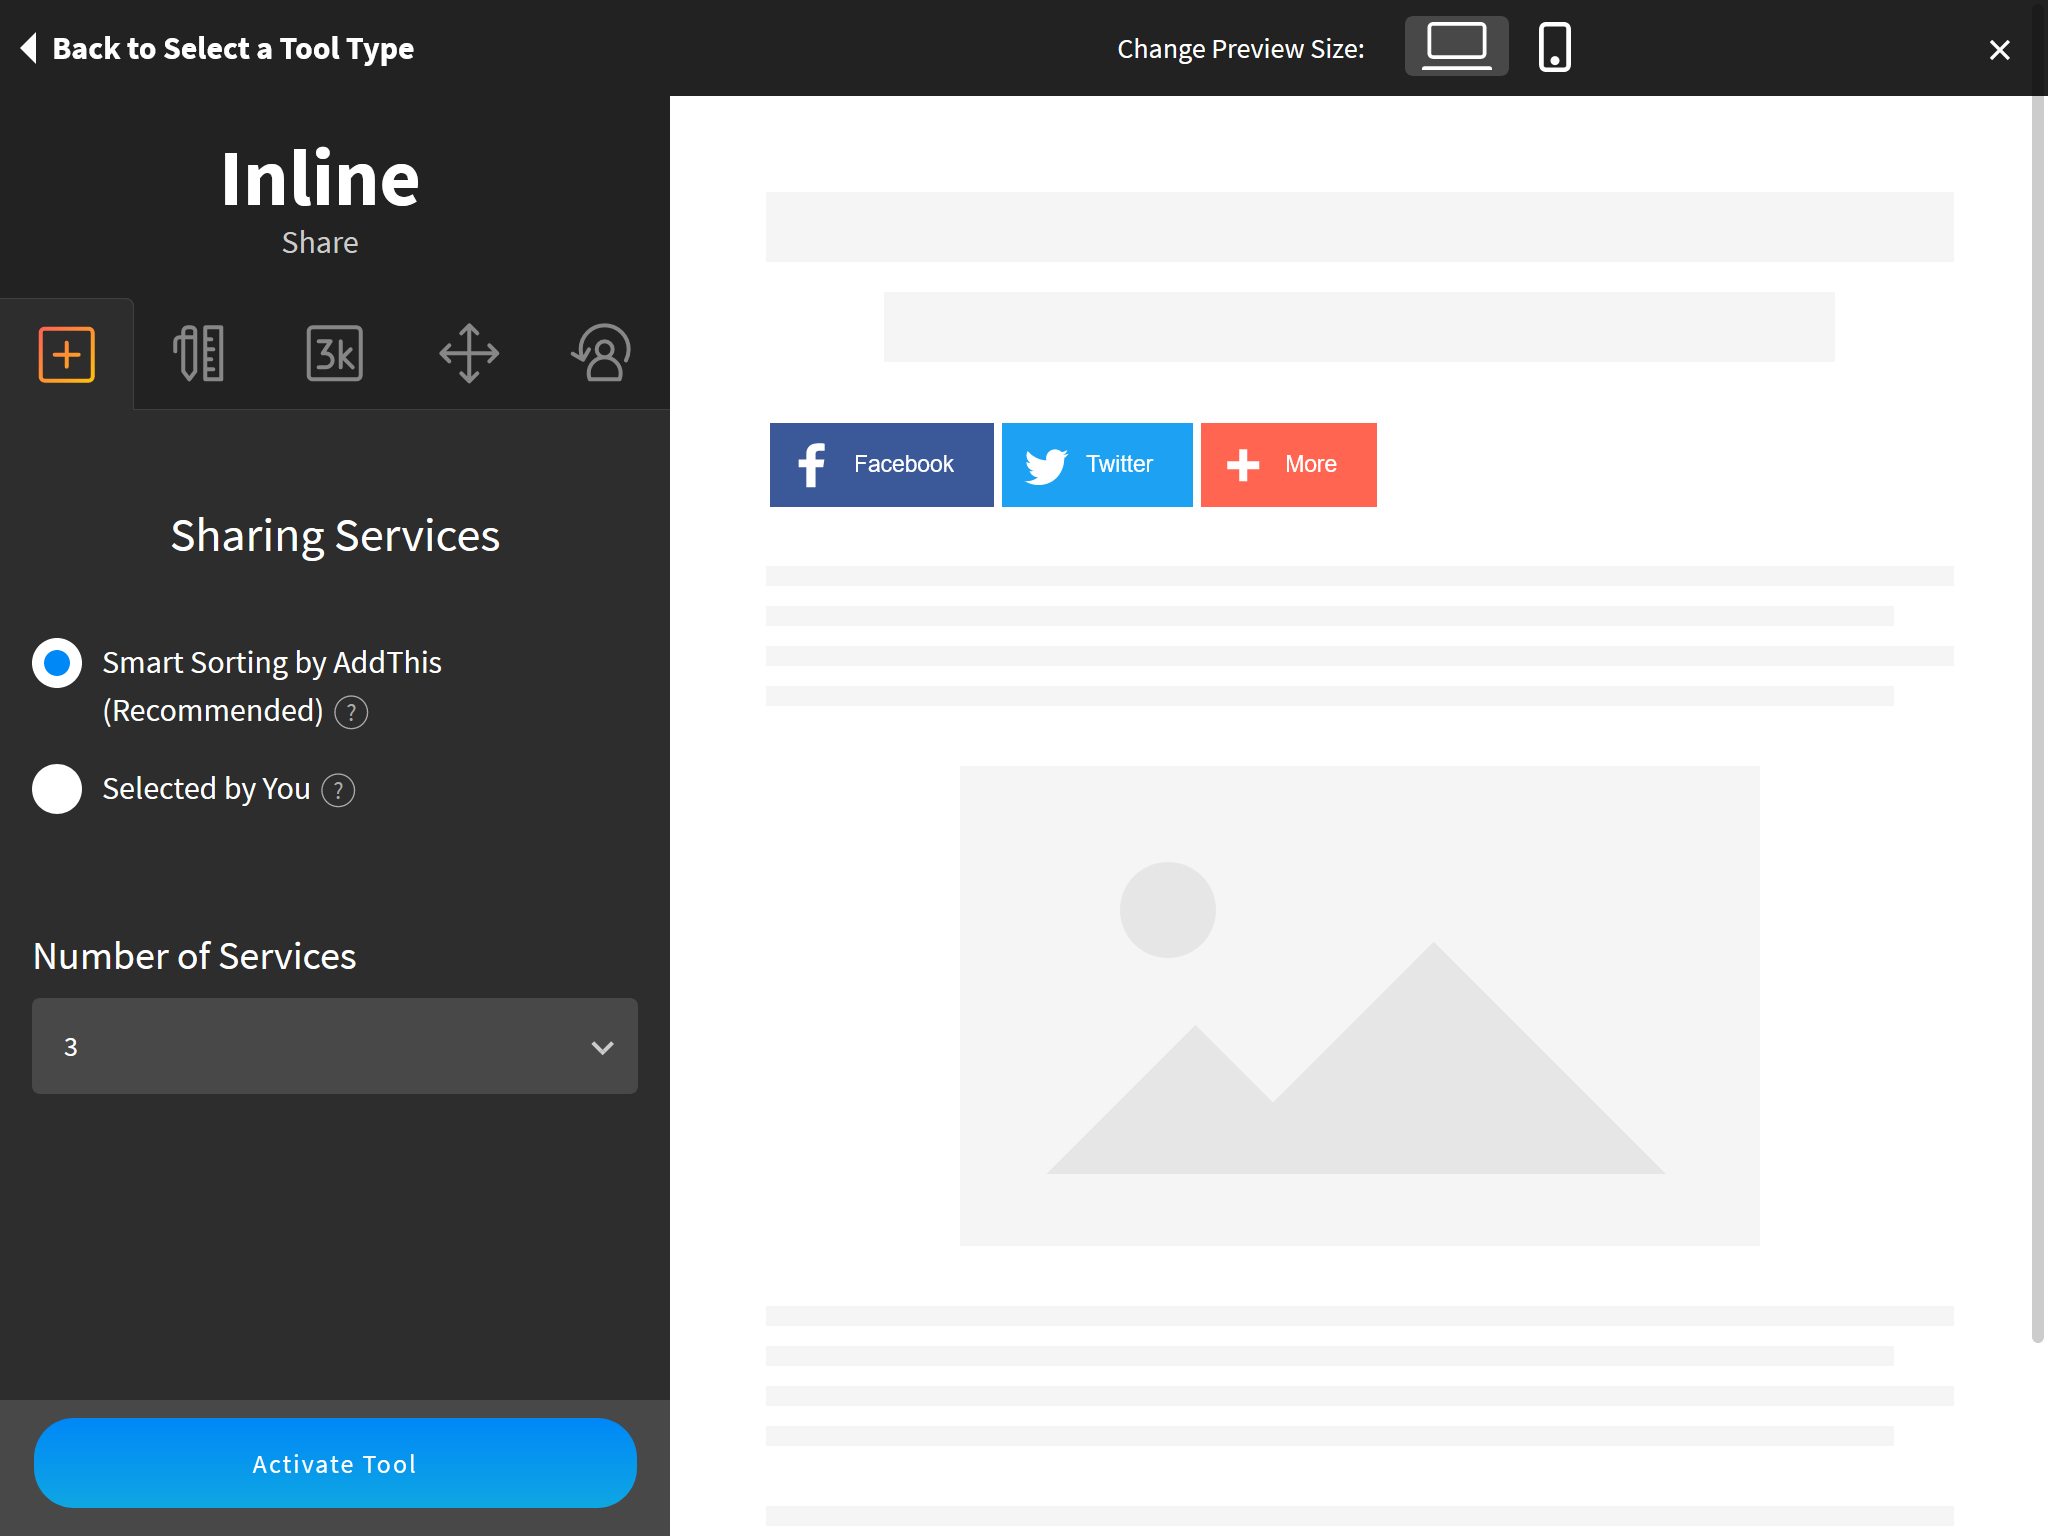 Back to Select a Tool Type
Change Preview Size:
Inline
Share
3k
Sharing Services
Smart Sorting by AddThis
(Recommended) ?
Selected by You ?
Number of Services
3
Activate Tool
Facebook
Twitter
More